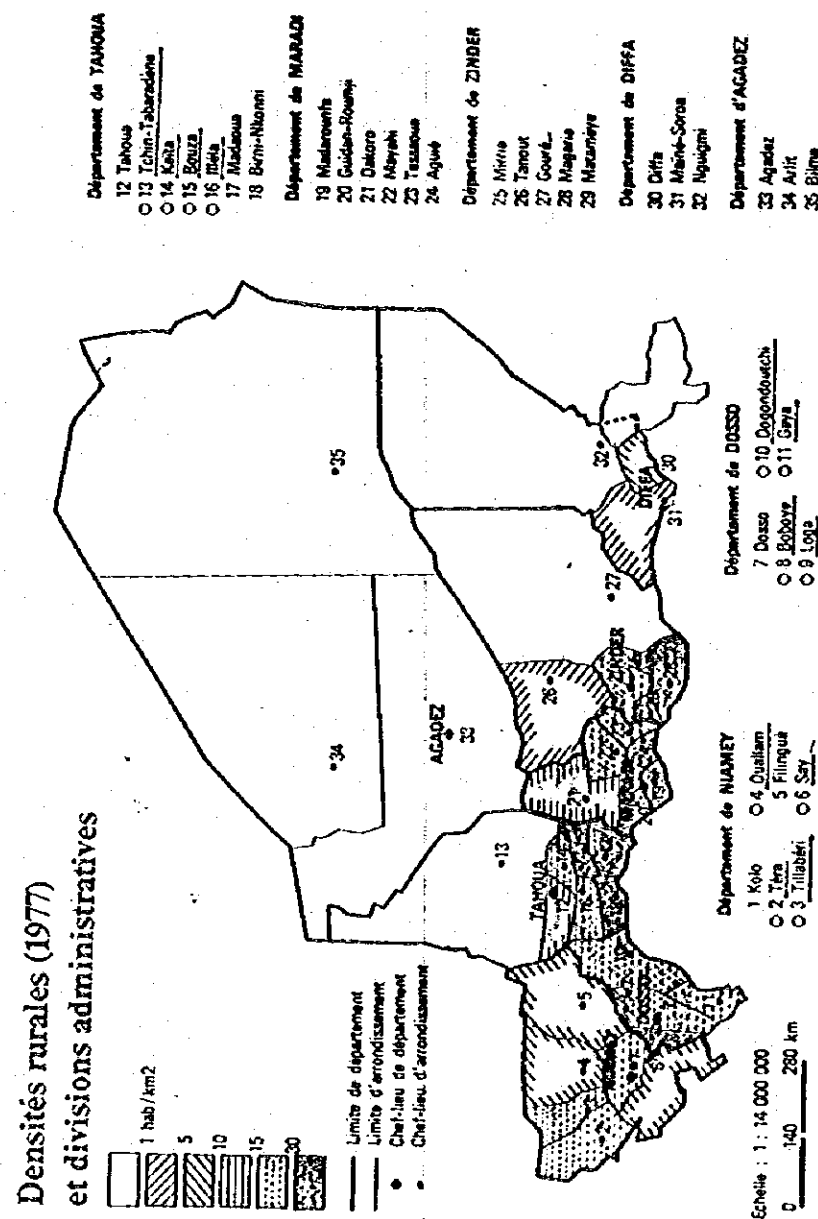 Densités rurales (1977)
et divisions administratives
1 hab/km2
5
10
15
30
Limite de département
Limite d'arrondissement
Chef-lieu de département
Chef-lieu d'arrondissement
Echelle : 1 : 14 000 000
0 140 280 km
34
35
AGADEZ
33
13
TAHOUA
26
27
ZINDER
32
DIFFA
30
31
5
4
DOSSO
Département de NIAMEY
1 Kolo
2 Téra
3 Tillabéri
4 Ouallam
5 Filingué
6 Say
Département de DOSSO
7 Dosso
8 Boboye
9 Loga
10 Dogondoutchi
11 Gaya
Département de TAHOUA
12 Tahoua
13 Tchin-Tabaradène
14 Keita
15 Bouza
16 Illéla
17 Madaoua
18 Birni-Nkonni
Département de MARADI
19 Madarounfa
20 Guidan-Roumji
21 Dakoro
22 Mayahi
23 Tessaoua
24 Aguié
Département de ZINDER
25 Mirria
26 Tanout
27 Gouré
28 Magaria
29 Matameye
Département de DIFFA
30 Diffa
31 Maïné-Soroa
32 Nguigmi
Département d'AGADEZ
33 Agadez
34 Arlit
35 Bilma